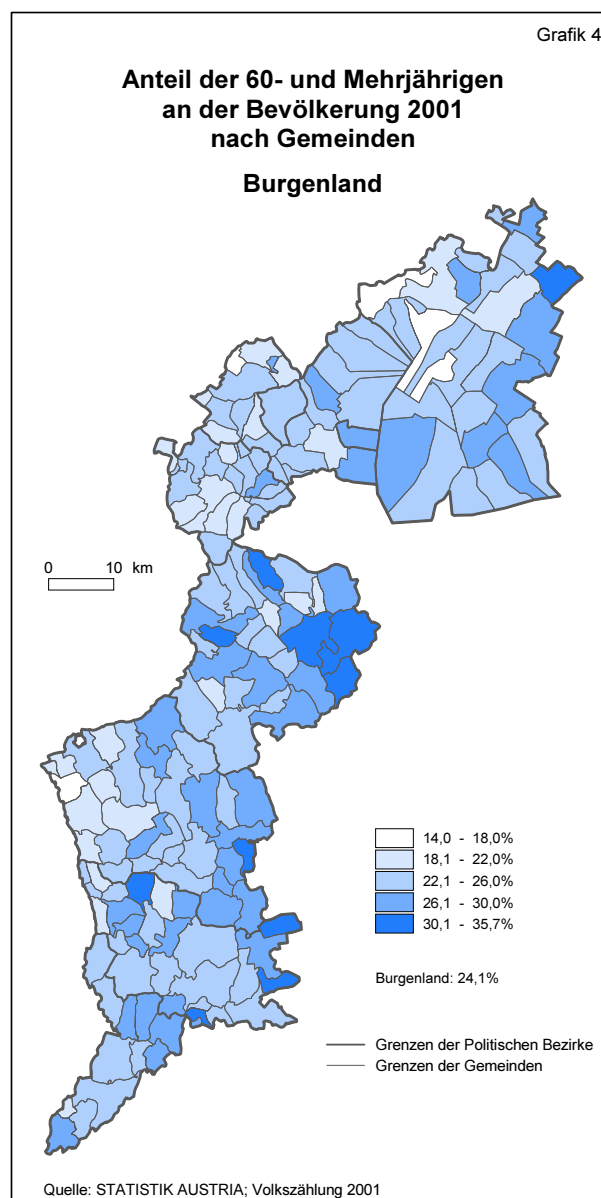 Grafik 4
Anteil der 60- und Mehrjährigen
an der Bevölkerung 2001
nach Gemeinden
Burgenland
0 10 km
14,0 - 18,0%
18,1 - 22,0%
22,1 - 26,0%
26,1 - 30,0%
30,1 - 35,7%
Burgenland: 24,1%
Grenzen der Politischen Bezirke
Grenzen der Gemeinden
Quelle: STATISTIK AUSTRIA; Volkszählung 2001